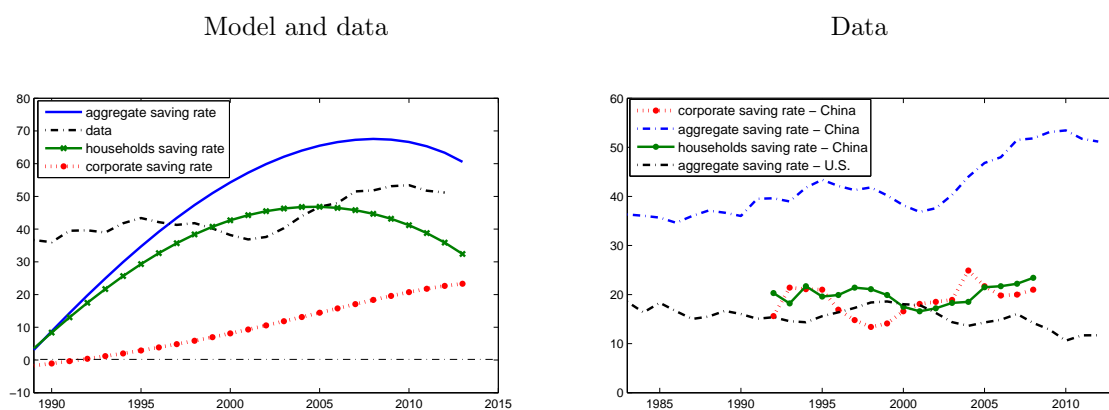 Model and data
80
70
60
50
40
30
20
10
0
−10
1990
1995
2000
2005
2010
2015
aggregate saving rate
data
households saving rate
corporate saving rate
Data
60
50
40
30
20
10
0
1985
1990
1995
2000
2005
2010
corporate saving rate − China
aggregate saving rate − China
households saving rate − China
aggregate saving rate − U.S.